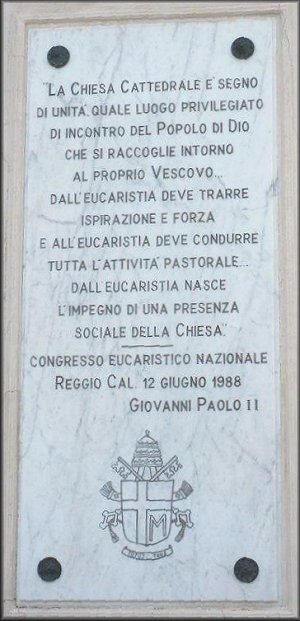 "LA CHIESA CATTEDRALE E' SEGNO
DI UNITA' QUALE LUOGO PRIVILEGIATO
DI INCONTRO DEL POPOLO DI DIO
CHE SI RACCOGLIE INTORNO
AL PROPRIO VESCOVO...
DALL'EUCARISTIA DEVE TRARRE
ISPIRAZIONE E FORZA
E ALL'EUCARISTIA DEVE CONDURRE
TUTTA L'ATTIVITA' PASTORALE...
DALL'EUCARISTIA NASCE
L'IMPEGNO DI UNA PRESENZA
SOCIALE DELLA CHIESA".
CONGRESSO EUCARISTICO NAZIONALE
REGGIO CAL. 12 GIUGNO 1988
GIOVANNI PAOLO II
M